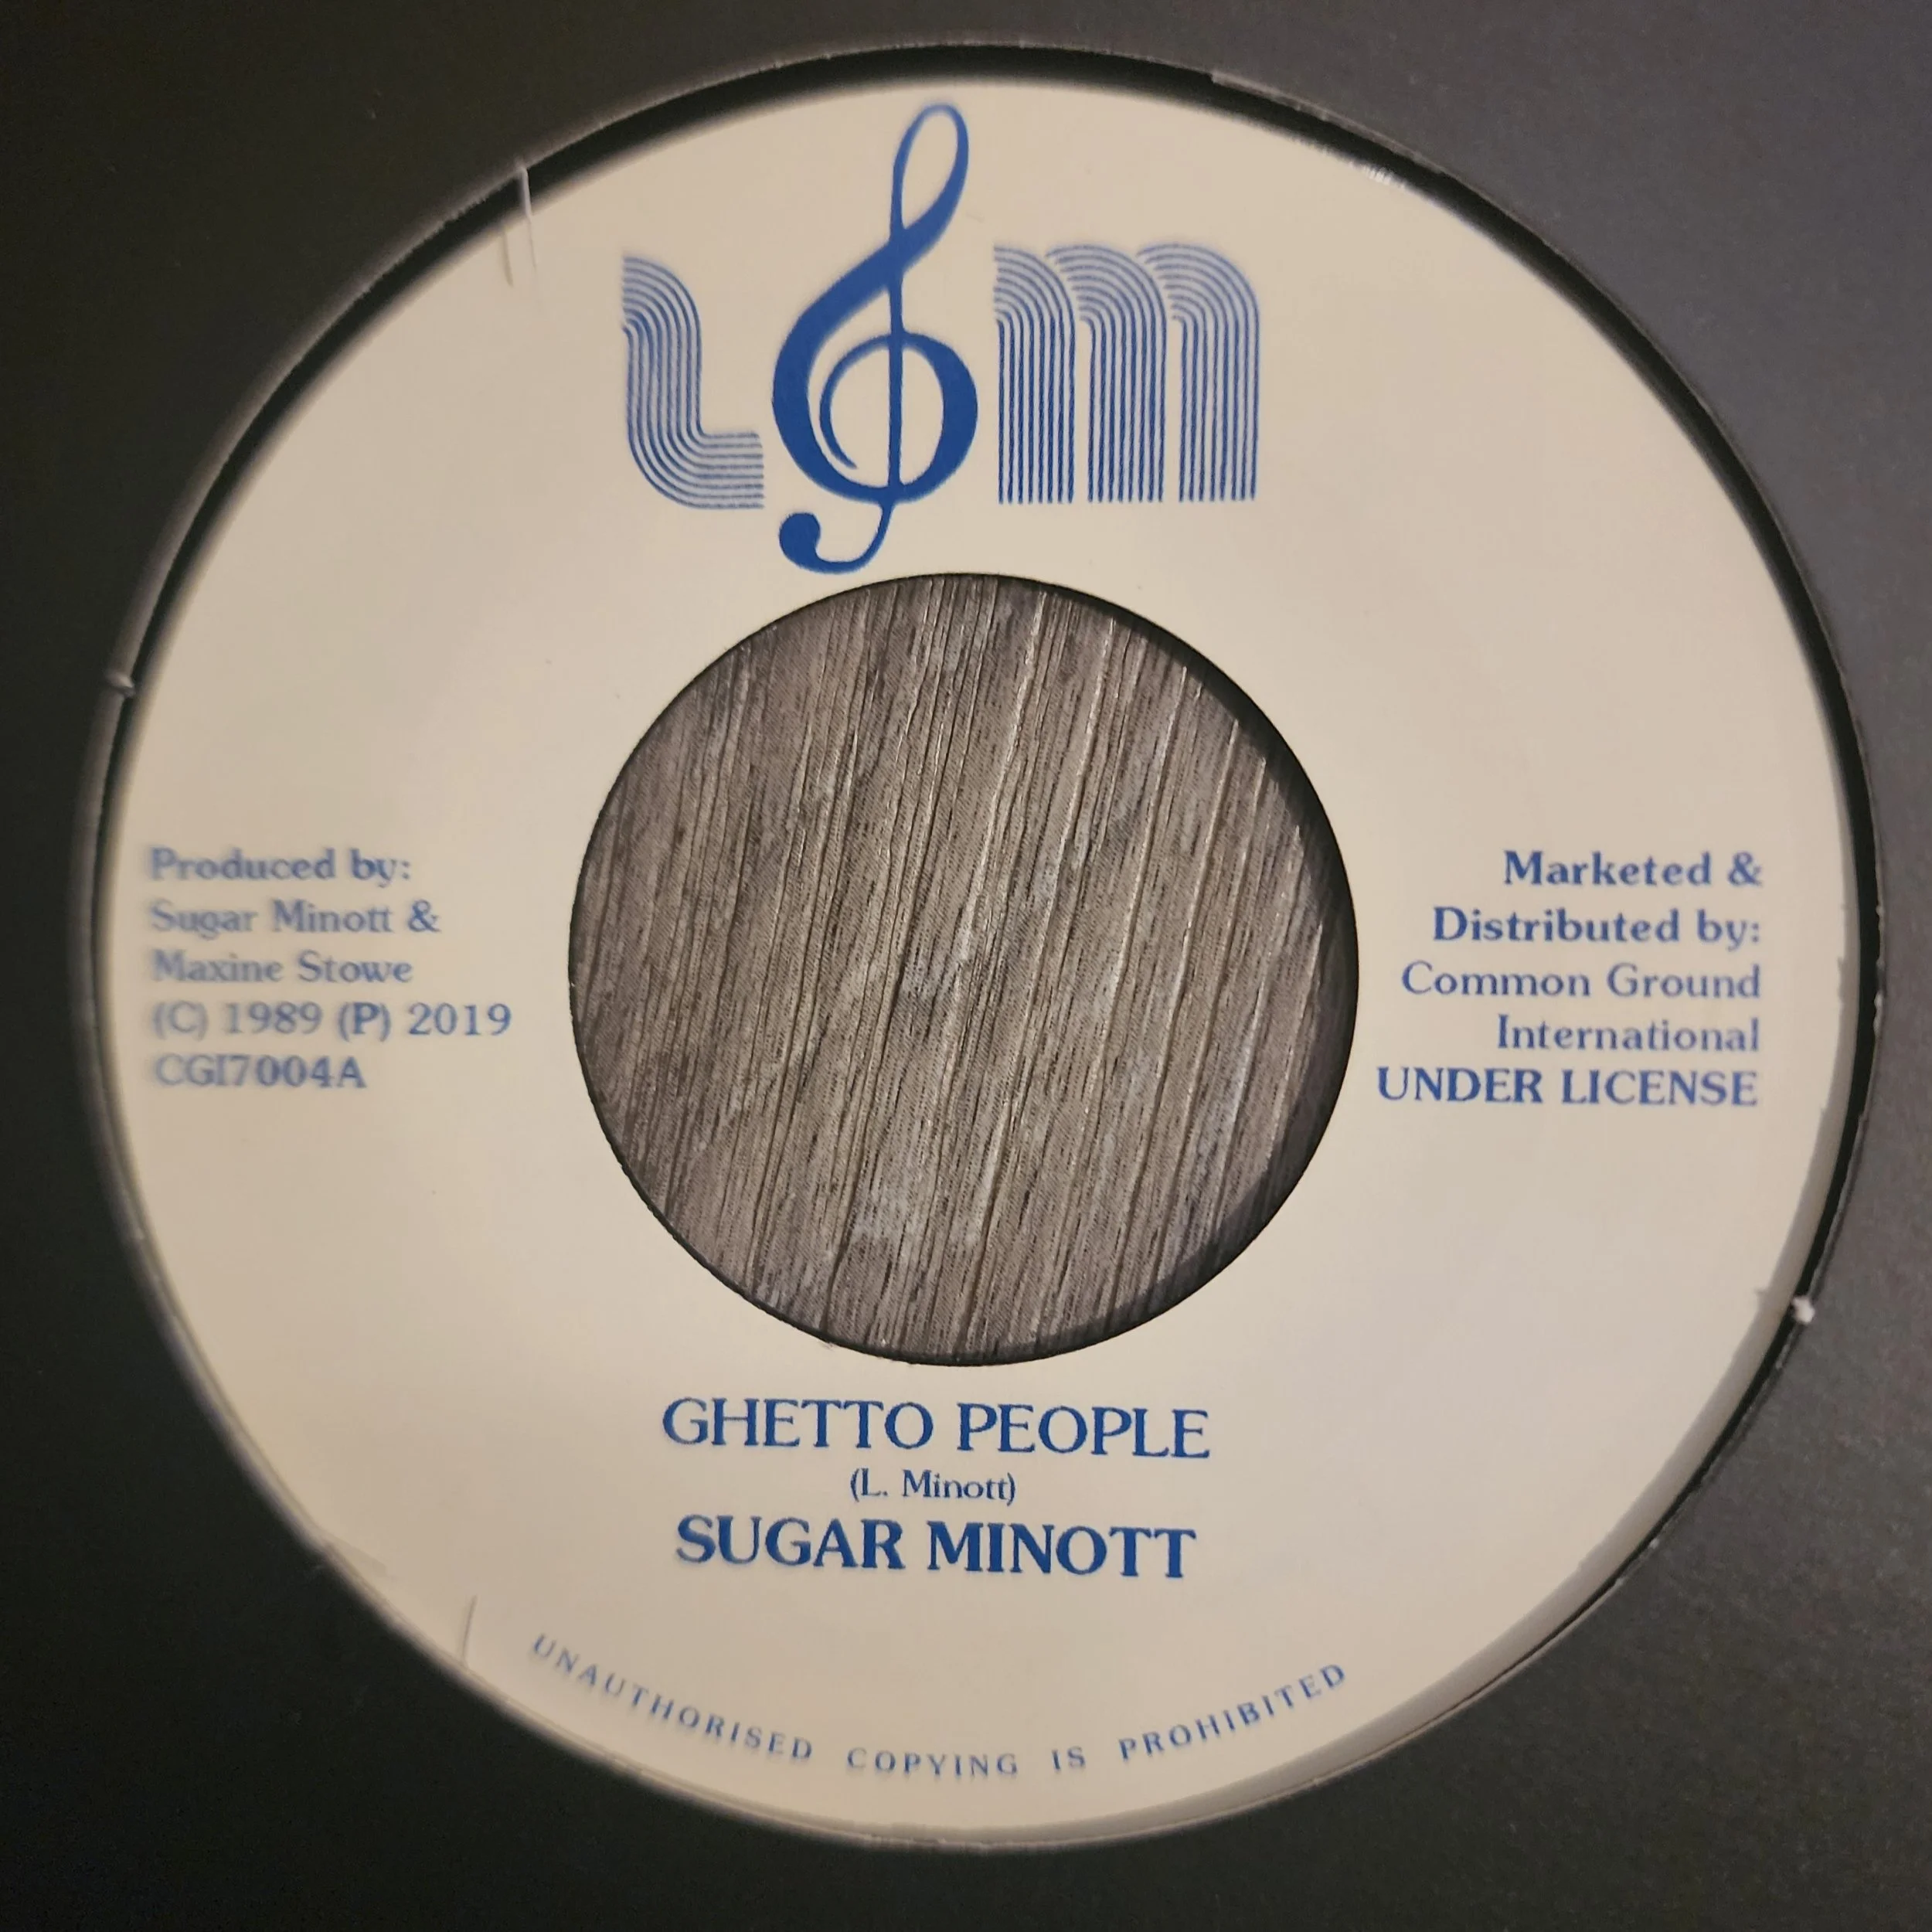 L&M
Produced by:
Sugar Minott &
Maxine Stowe
(C) 1989 (P) 2019
CGI7004A
Marketed &
Distributed by:
Common Ground
International
UNDER LICENSE
GHETTO PEOPLE
(L. Minott)
SUGAR MINOTT
UNAUTHORISED COPYING IS PROHIBITED